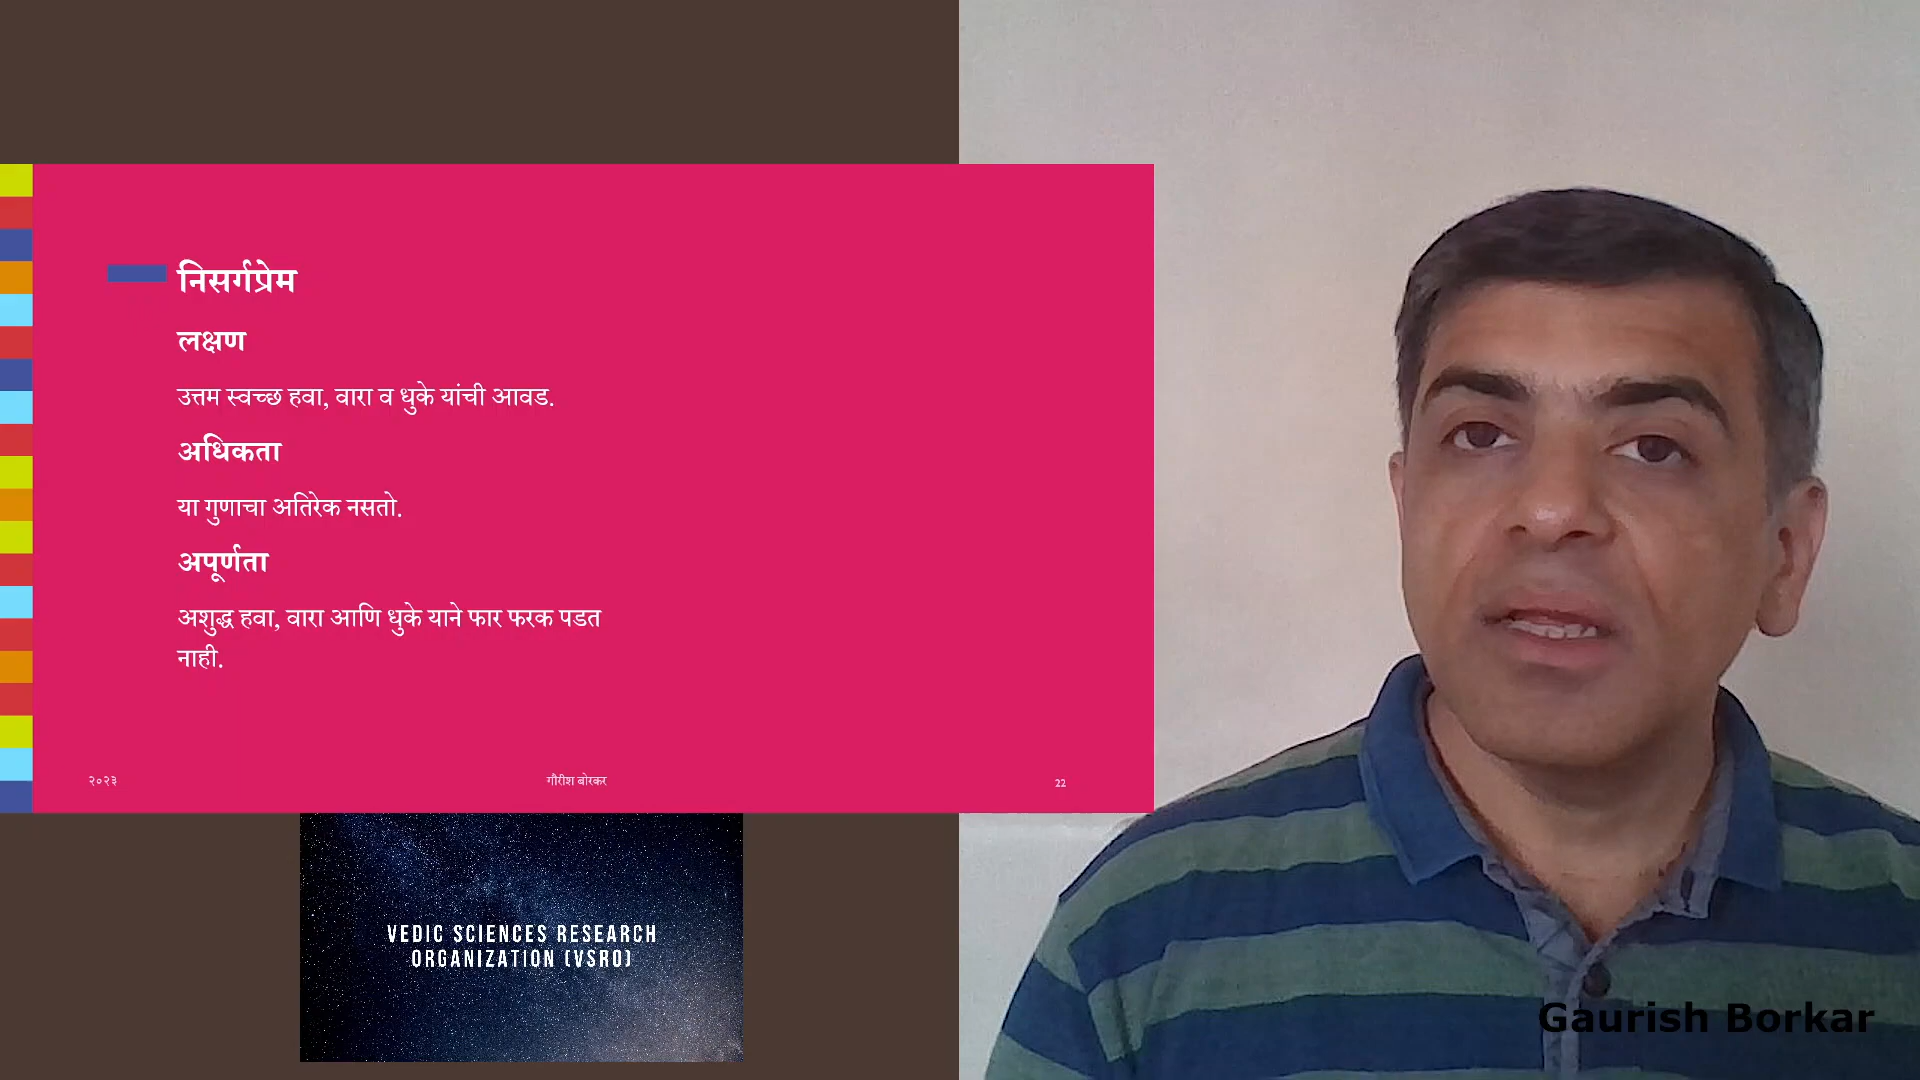 निसर्गप्रेम
लक्षण
उत्तम स्वच्छ हवा, वारा व धुके यांची आवड.
अधिकता
या गुणाचा अतिरेक नसतो.
अपूर्णता
अशुद्ध हवा, वारा आणि धुके याने फार फरक पडत
नाही.
२०२३
गौरीश बोरकर
22
VEDIC SCIENCES RESEARCH
ORGANIZATION (VSRO)
Gaurish Borkar